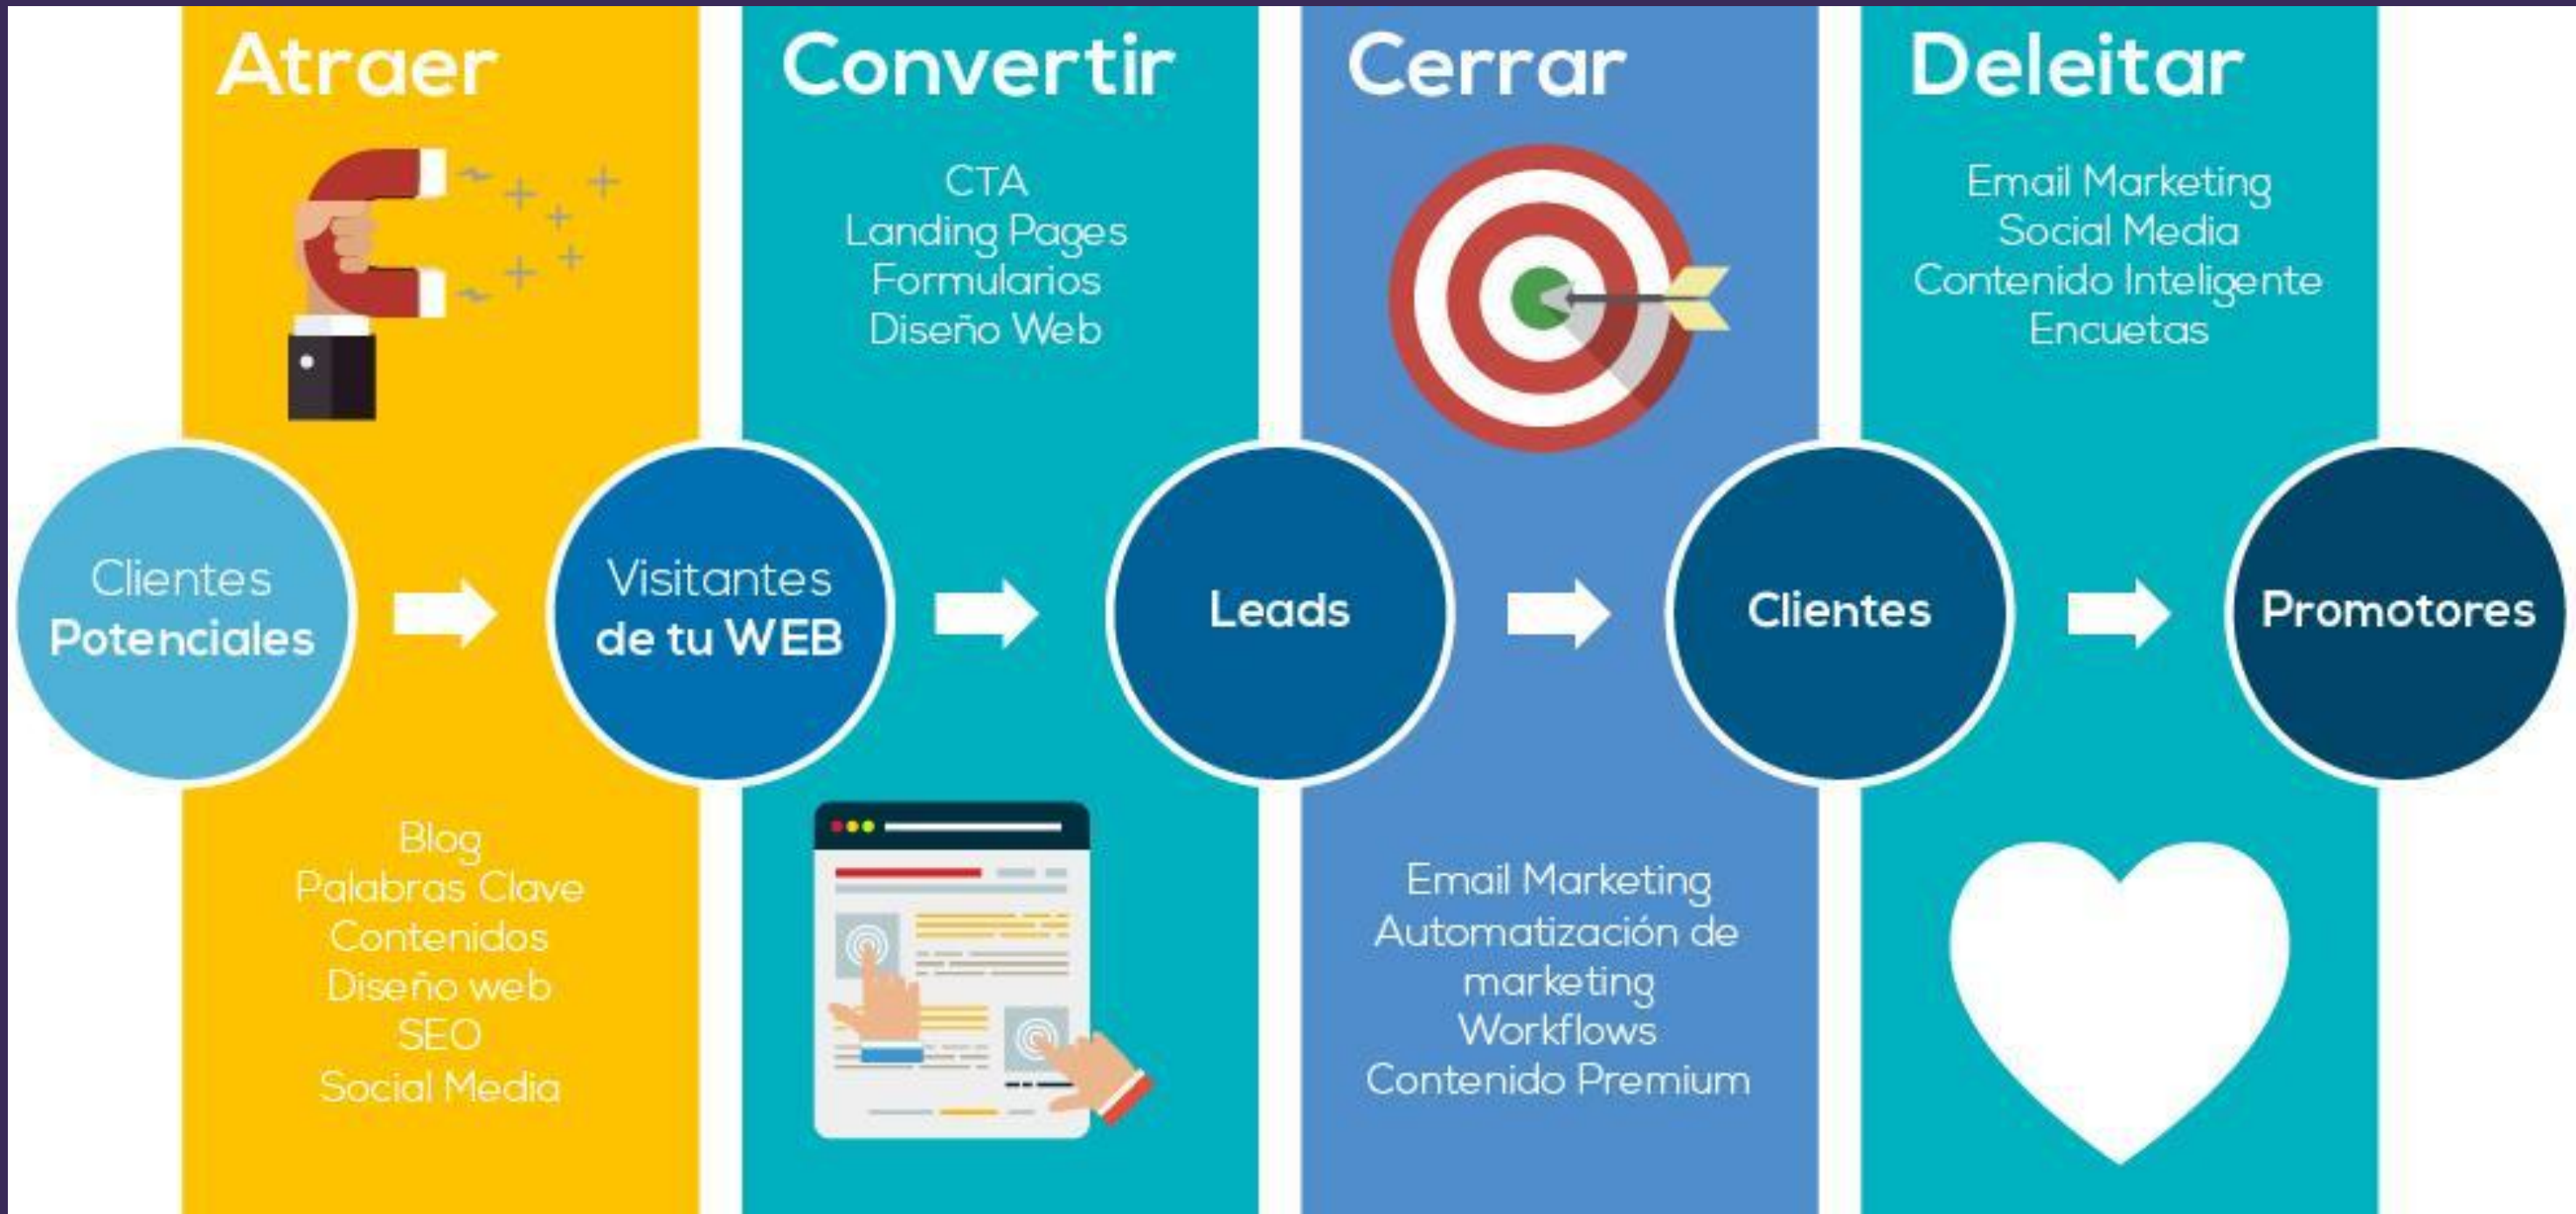 Atraer
Convertir
Cerrar
Deleitar
CTA
Landing Pages
Formularios
Diseño Web
Email Marketing
Social Media
Contenido Inteligente
Encuetas
Clientes
Potenciales
Visitantes
de tu WEB
Leads
Clientes
Promotores
Blog
Palabras Clave
Contenidos
Diseño web
SEO
Social Media
Email Marketing
Automatización de
marketing
Workflows
Contenido Premium